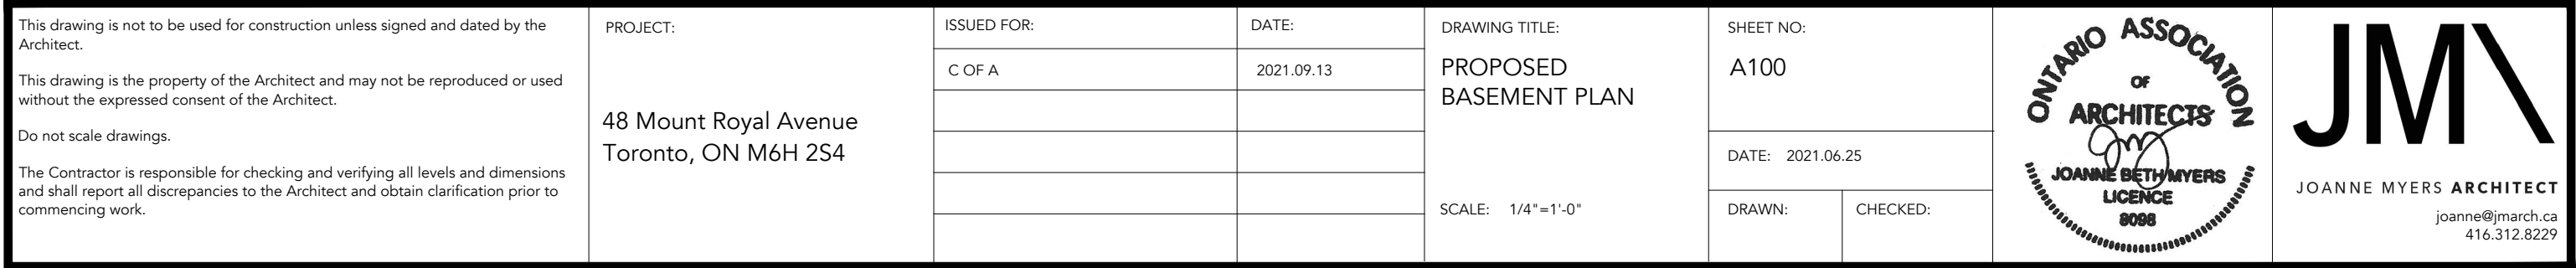 This drawing is not to be used for construction unless signed and dated by the
Architect.
This drawing is the property of the Architect and may not be reproduced or used
without the expressed consent of the Architect.
Do not scale drawings.
The Contractor is responsible for checking and verifying all levels and dimensions
and shall report all discrepancies to the Architect and obtain clarification prior to
commencing work.
PROJECT:
48 Mount Royal Avenue
Toronto, ON M6H 2S4
ISSUED FOR: DATE:
C OF A 2021.09.13
DRAWING TITLE:
PROPOSED
BASEMENT PLAN
SCALE: 1/4"=1'-0"
SHEET NO:
A100
DATE: 2021.06.25
DRAWN: CHECKED:
ONTARIO ASSOCIATION
OF
ARCHITECTS
JOANNE BETH MYERS
LICENCE
8098
JM\
JOANNE MYERS ARCHITECT
joanne@jmarch.ca
416.312.8229